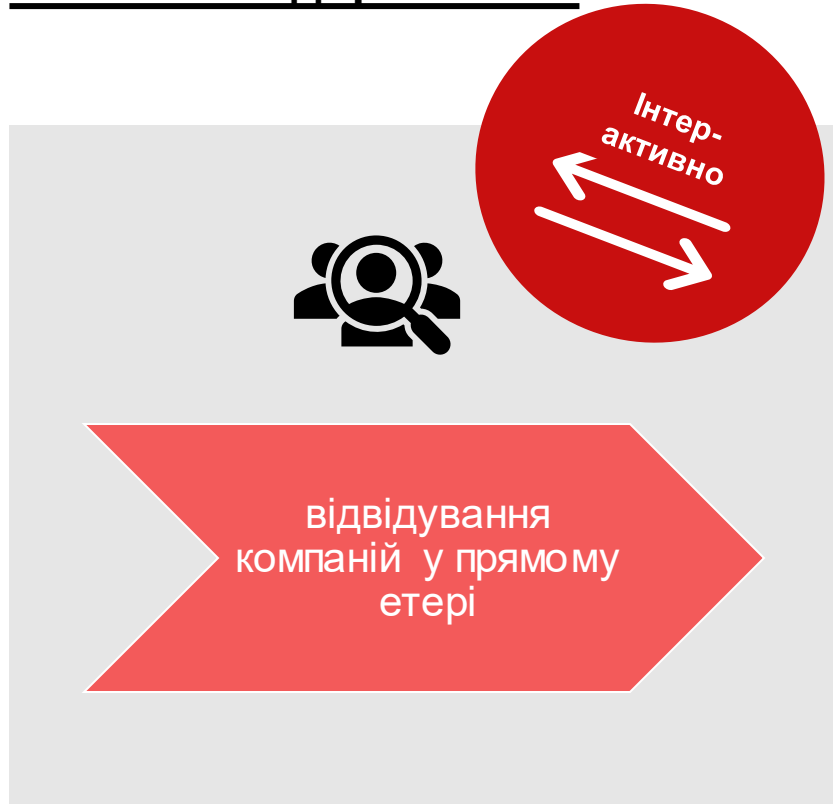 Інтер-
активно
відвідування
компаній у прямому
етері